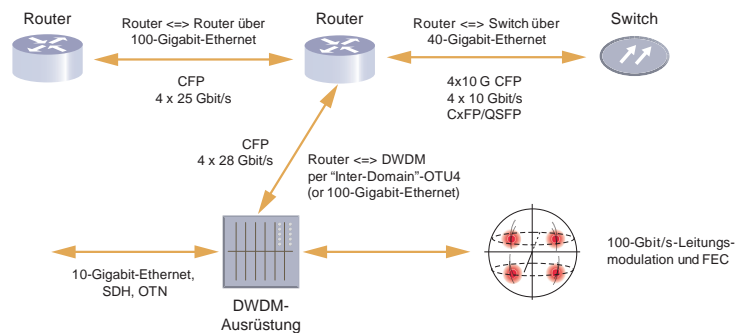 Router
Router <=> Router über
100-Gigabit-Ethernet
Router
Router <=> Switch über
40-Gigabit-Ethernet
Switch
CFP
4 x 25 Gbit/s
4x10 G CFP
4 x 10 Gbit/s
CxFP/QSFP
CFP
4 x 28 Gbit/s
Router <=> DWDM
per “Inter-Domain”-OTU4
(or 100-Gigabit-Ethernet)
10-Gigabit-Ethernet,
SDH, OTN
DWDM-
Ausrüstung
100-Gbit/s-Leitungs-
modulation und FEC